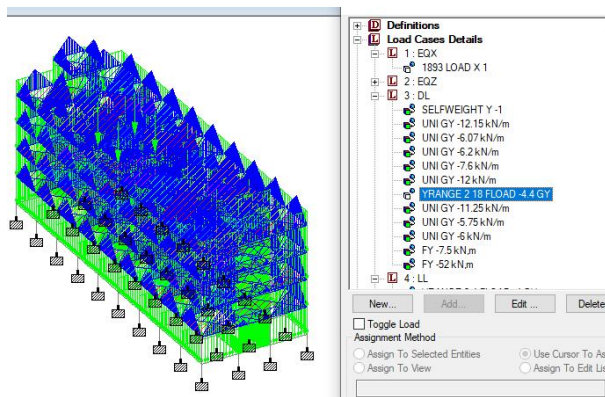 Definitions
Load Cases Details
1 : EQX
1893 LOAD X 1
2 : EQZ
3 : DL
SELFWEIGHT Y -1
UNI GY -12.15 kN/m
UNI GY -6.07 kN/m
UNI GY -6.2 kN/m
UNI GY -7.6 kN/m
UNI GY -12 kN/m
YRANGE 2 18 FLOAD -4.4 GY
UNI GY -11.25 kN/m
UNI GY -5.75 kN/m
UNI GY -6 kN/m
FY -7.5 kN,m
FY -52 kN,m
4 : LL
New... Add... Edit ... Delete
Toggle Load
Assignment Method
Assign To Selected Entities Use Cursor To As
Assign To View Assign To Edit Lis